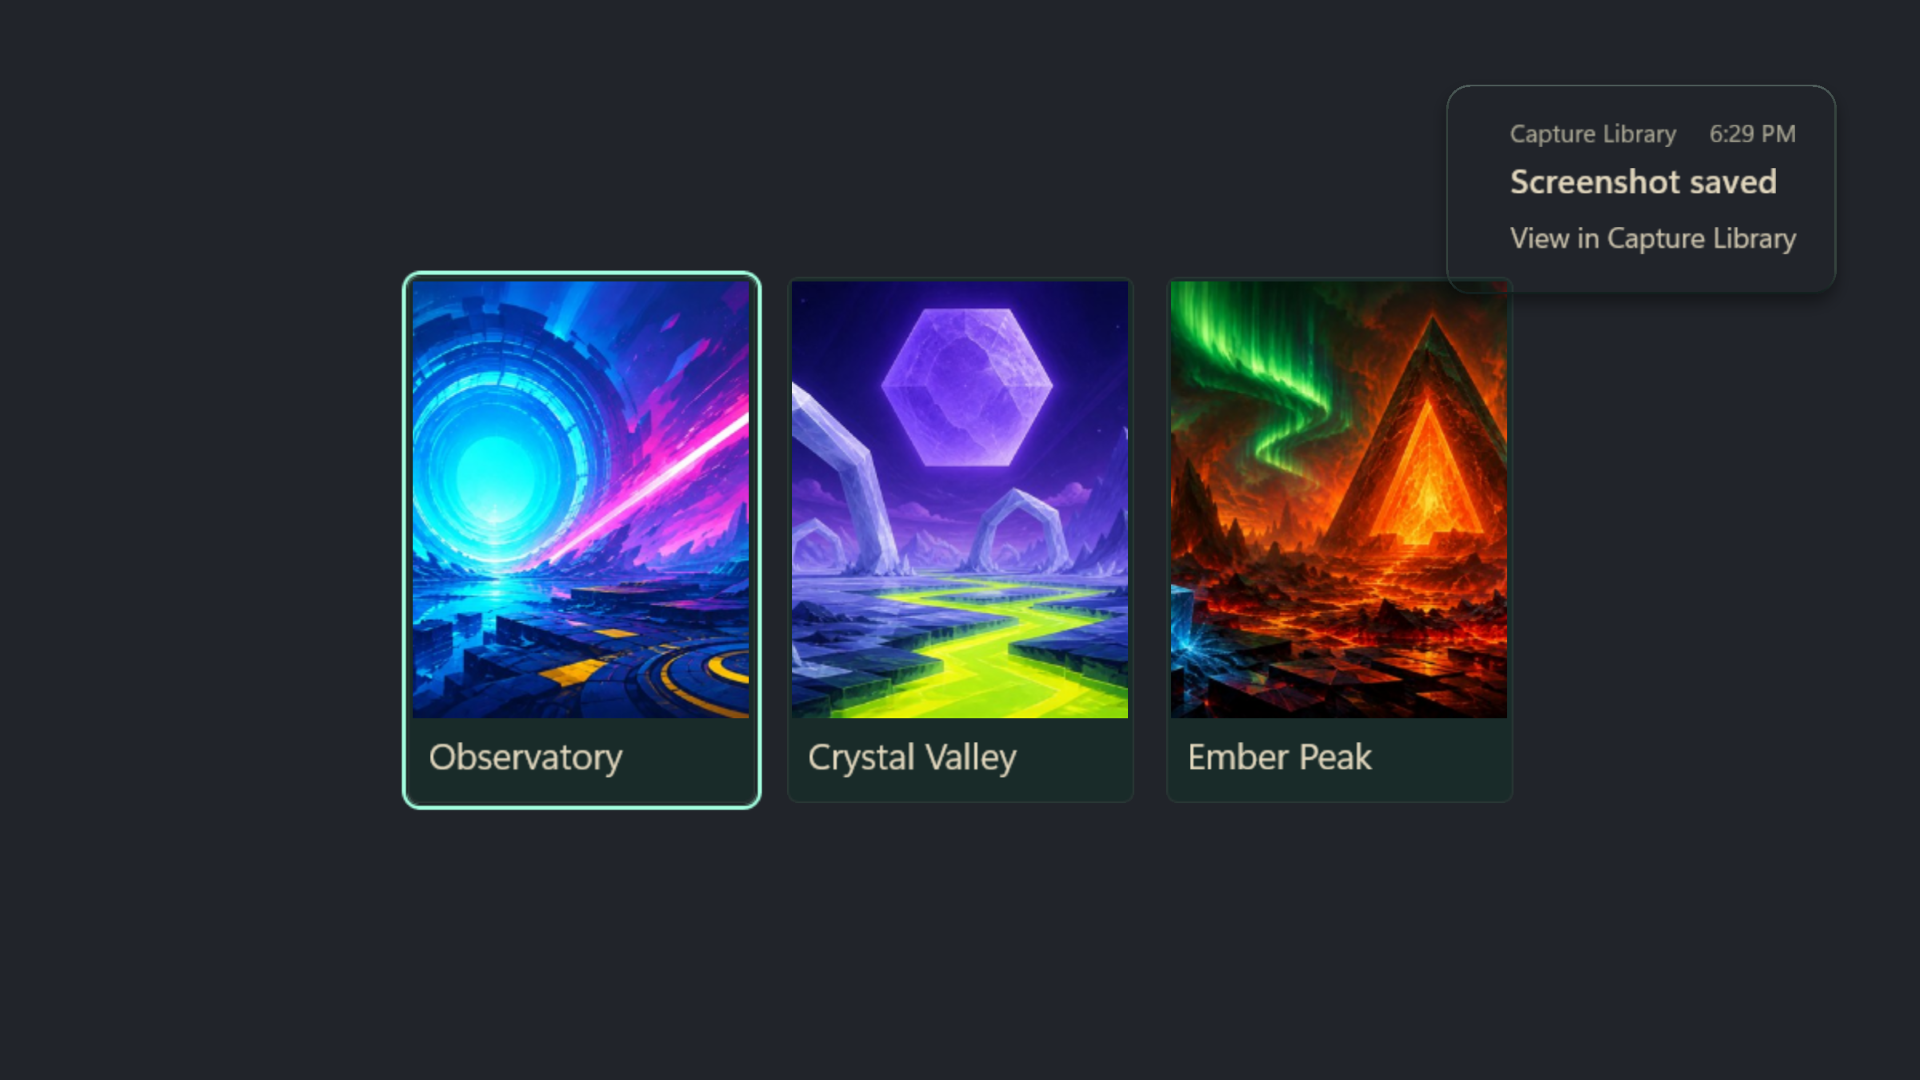 Capture Library 6:29 PM
Screenshot saved
View in Capture Library
Observatory
Crystal Valley
Ember Peak